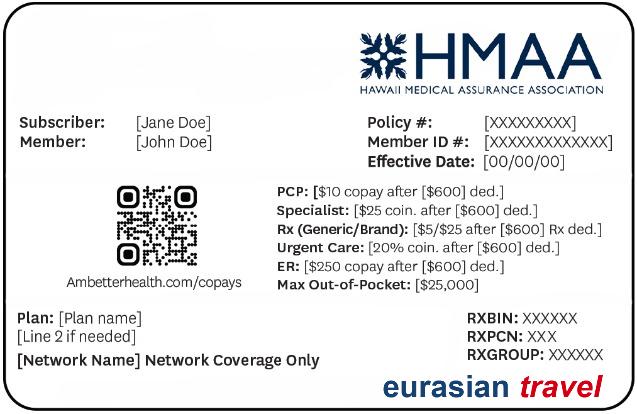 HMAA
HAWAII MEDICAL ASSURANCE ASSOCIATION
Subscriber: [Jane Doe]
Member: [John Doe]
Policy #: [XXXXXXXXX]
Member ID #: [XXXXXXXXXXXXX]
Effective Date: [00/00/00]
Ambetterhealth.com/copays
PCP: [$10 copay after [$600] ded.]
Specialist: [$25 coin. after [$600] ded.]
Rx (Generic/Brand): [$5/$25 after [$600] Rx ded.]
Urgent Care: [20% coin. after [$600] ded.]
ER: [$250 copay after [$600] ded.]
Max Out-of-Pocket: [$25,000]
Plan: [Plan name]
[Line 2 if needed]
[Network Name] Network Coverage Only
RXBIN: XXXXXX
RXPCN: XXX
RXGROUP: XXXXXX
eurasian travel